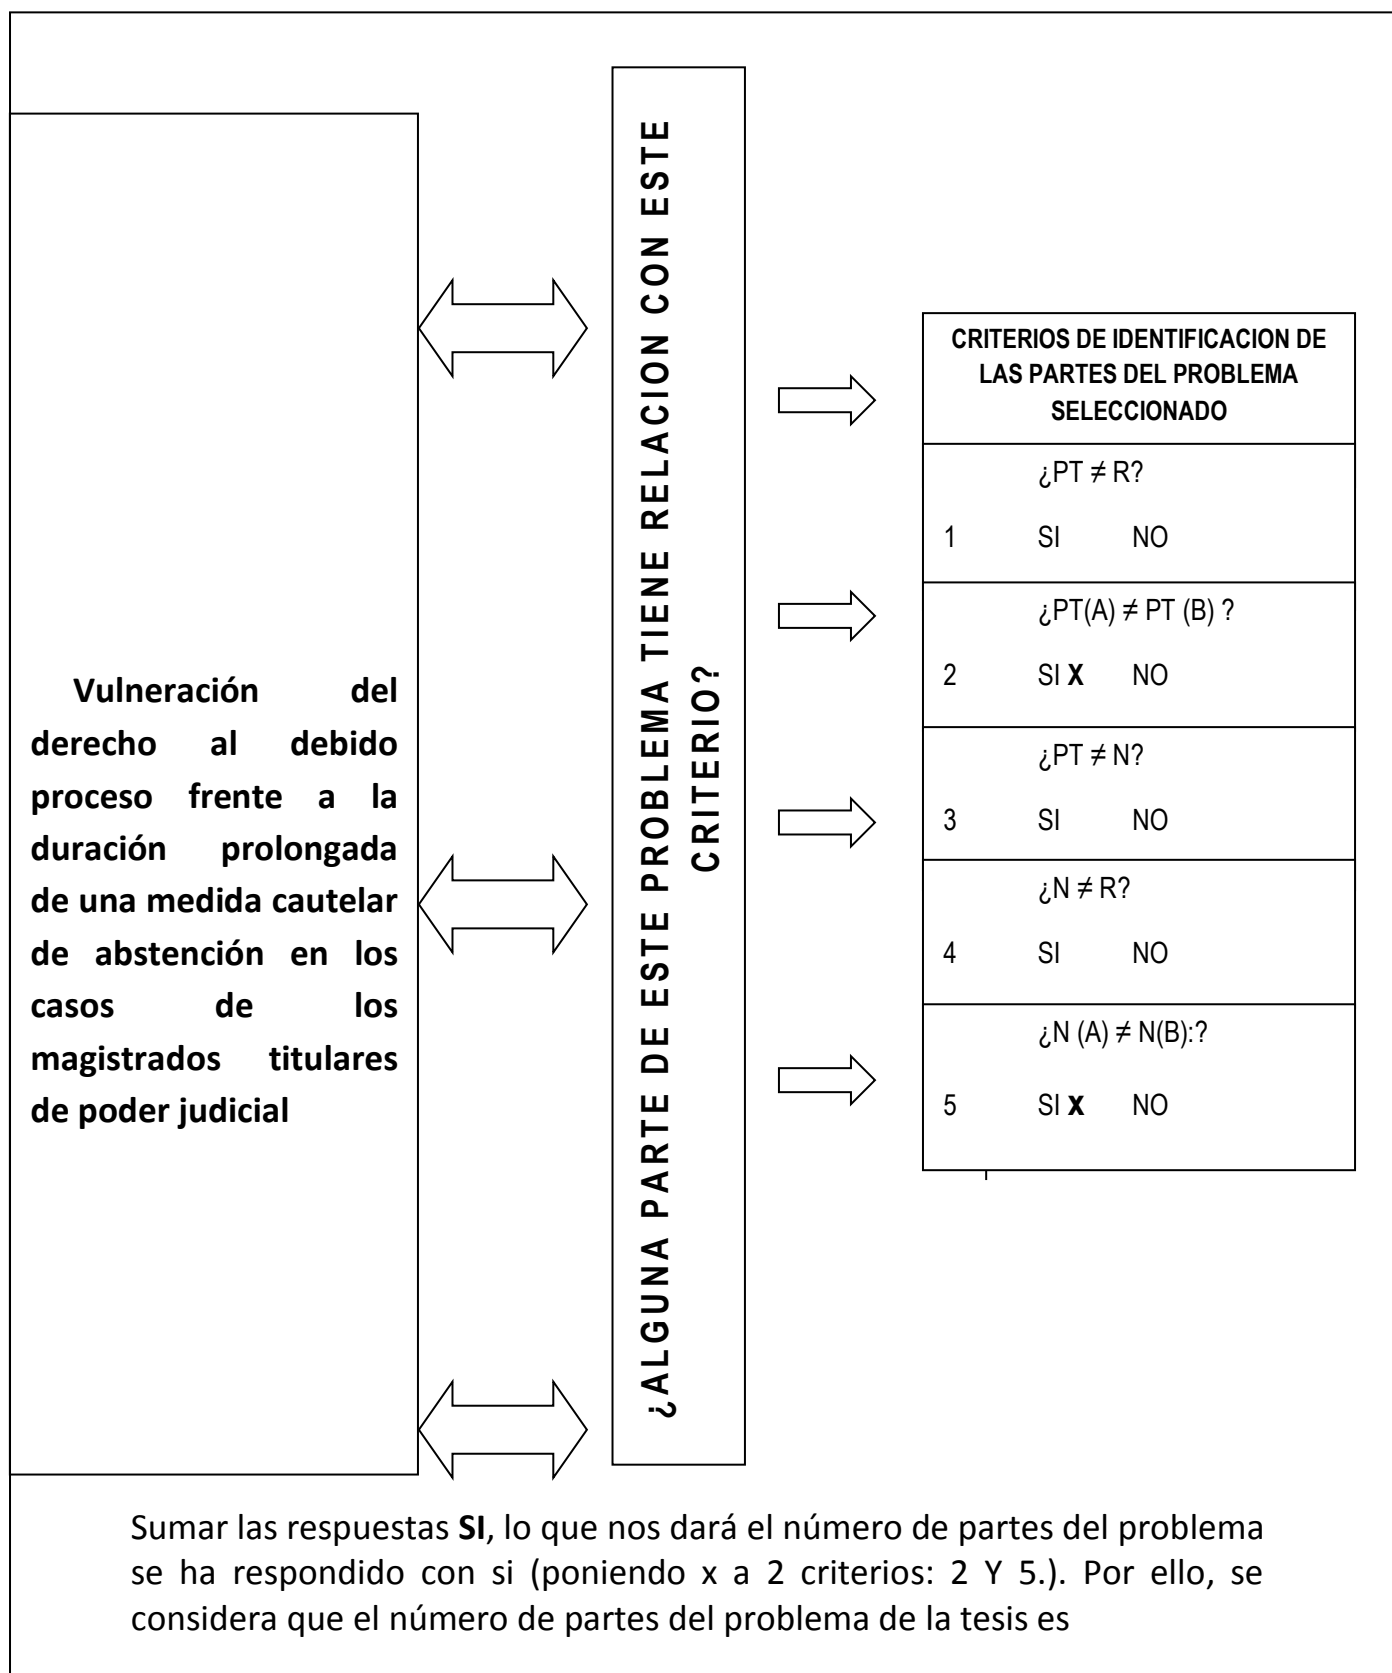 Vulneración del
derecho al debido
proceso frente a la
duración prolongada
de una medida cautelar
de abstención en los
casos de los
magistrados titulares
de poder judicial
¿ALGUNA PARTE DE ESTE PROBLEMA TIENE RELACION CON ESTE
CRITERIO?
CRITERIOS DE IDENTIFICACION DE
LAS PARTES DEL PROBLEMA
SELECCIONADO
¿PT ≠ R?
1 SI NO
¿PT(A) ≠ PT (B) ?
2 SI X NO
¿PT ≠ N?
3 SI NO
¿N ≠ R?
4 SI NO
¿N (A) ≠ N(B):?
5 SI X NO
Sumar las respuestas SI, lo que nos dará el número de partes del problema
se ha respondido con si (poniendo x a 2 criterios: 2 Y 5.). Por ello, se
considera que el número de partes del problema de la tesis es